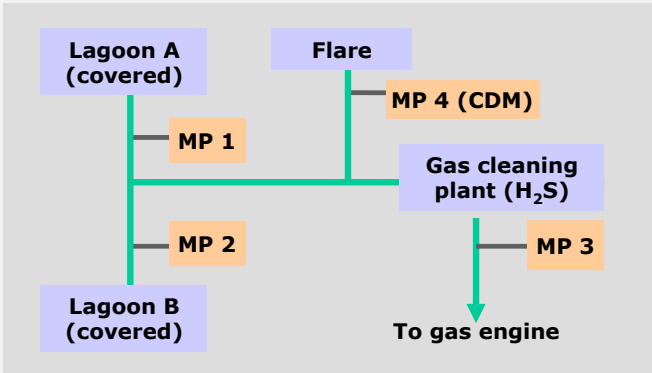 Lagoon A
(covered)
Flare
MP 4 (CDM)
MP 1
Gas cleaning
plant (H₂S)
MP 2
MP 3
Lagoon B
(covered)
To gas engine